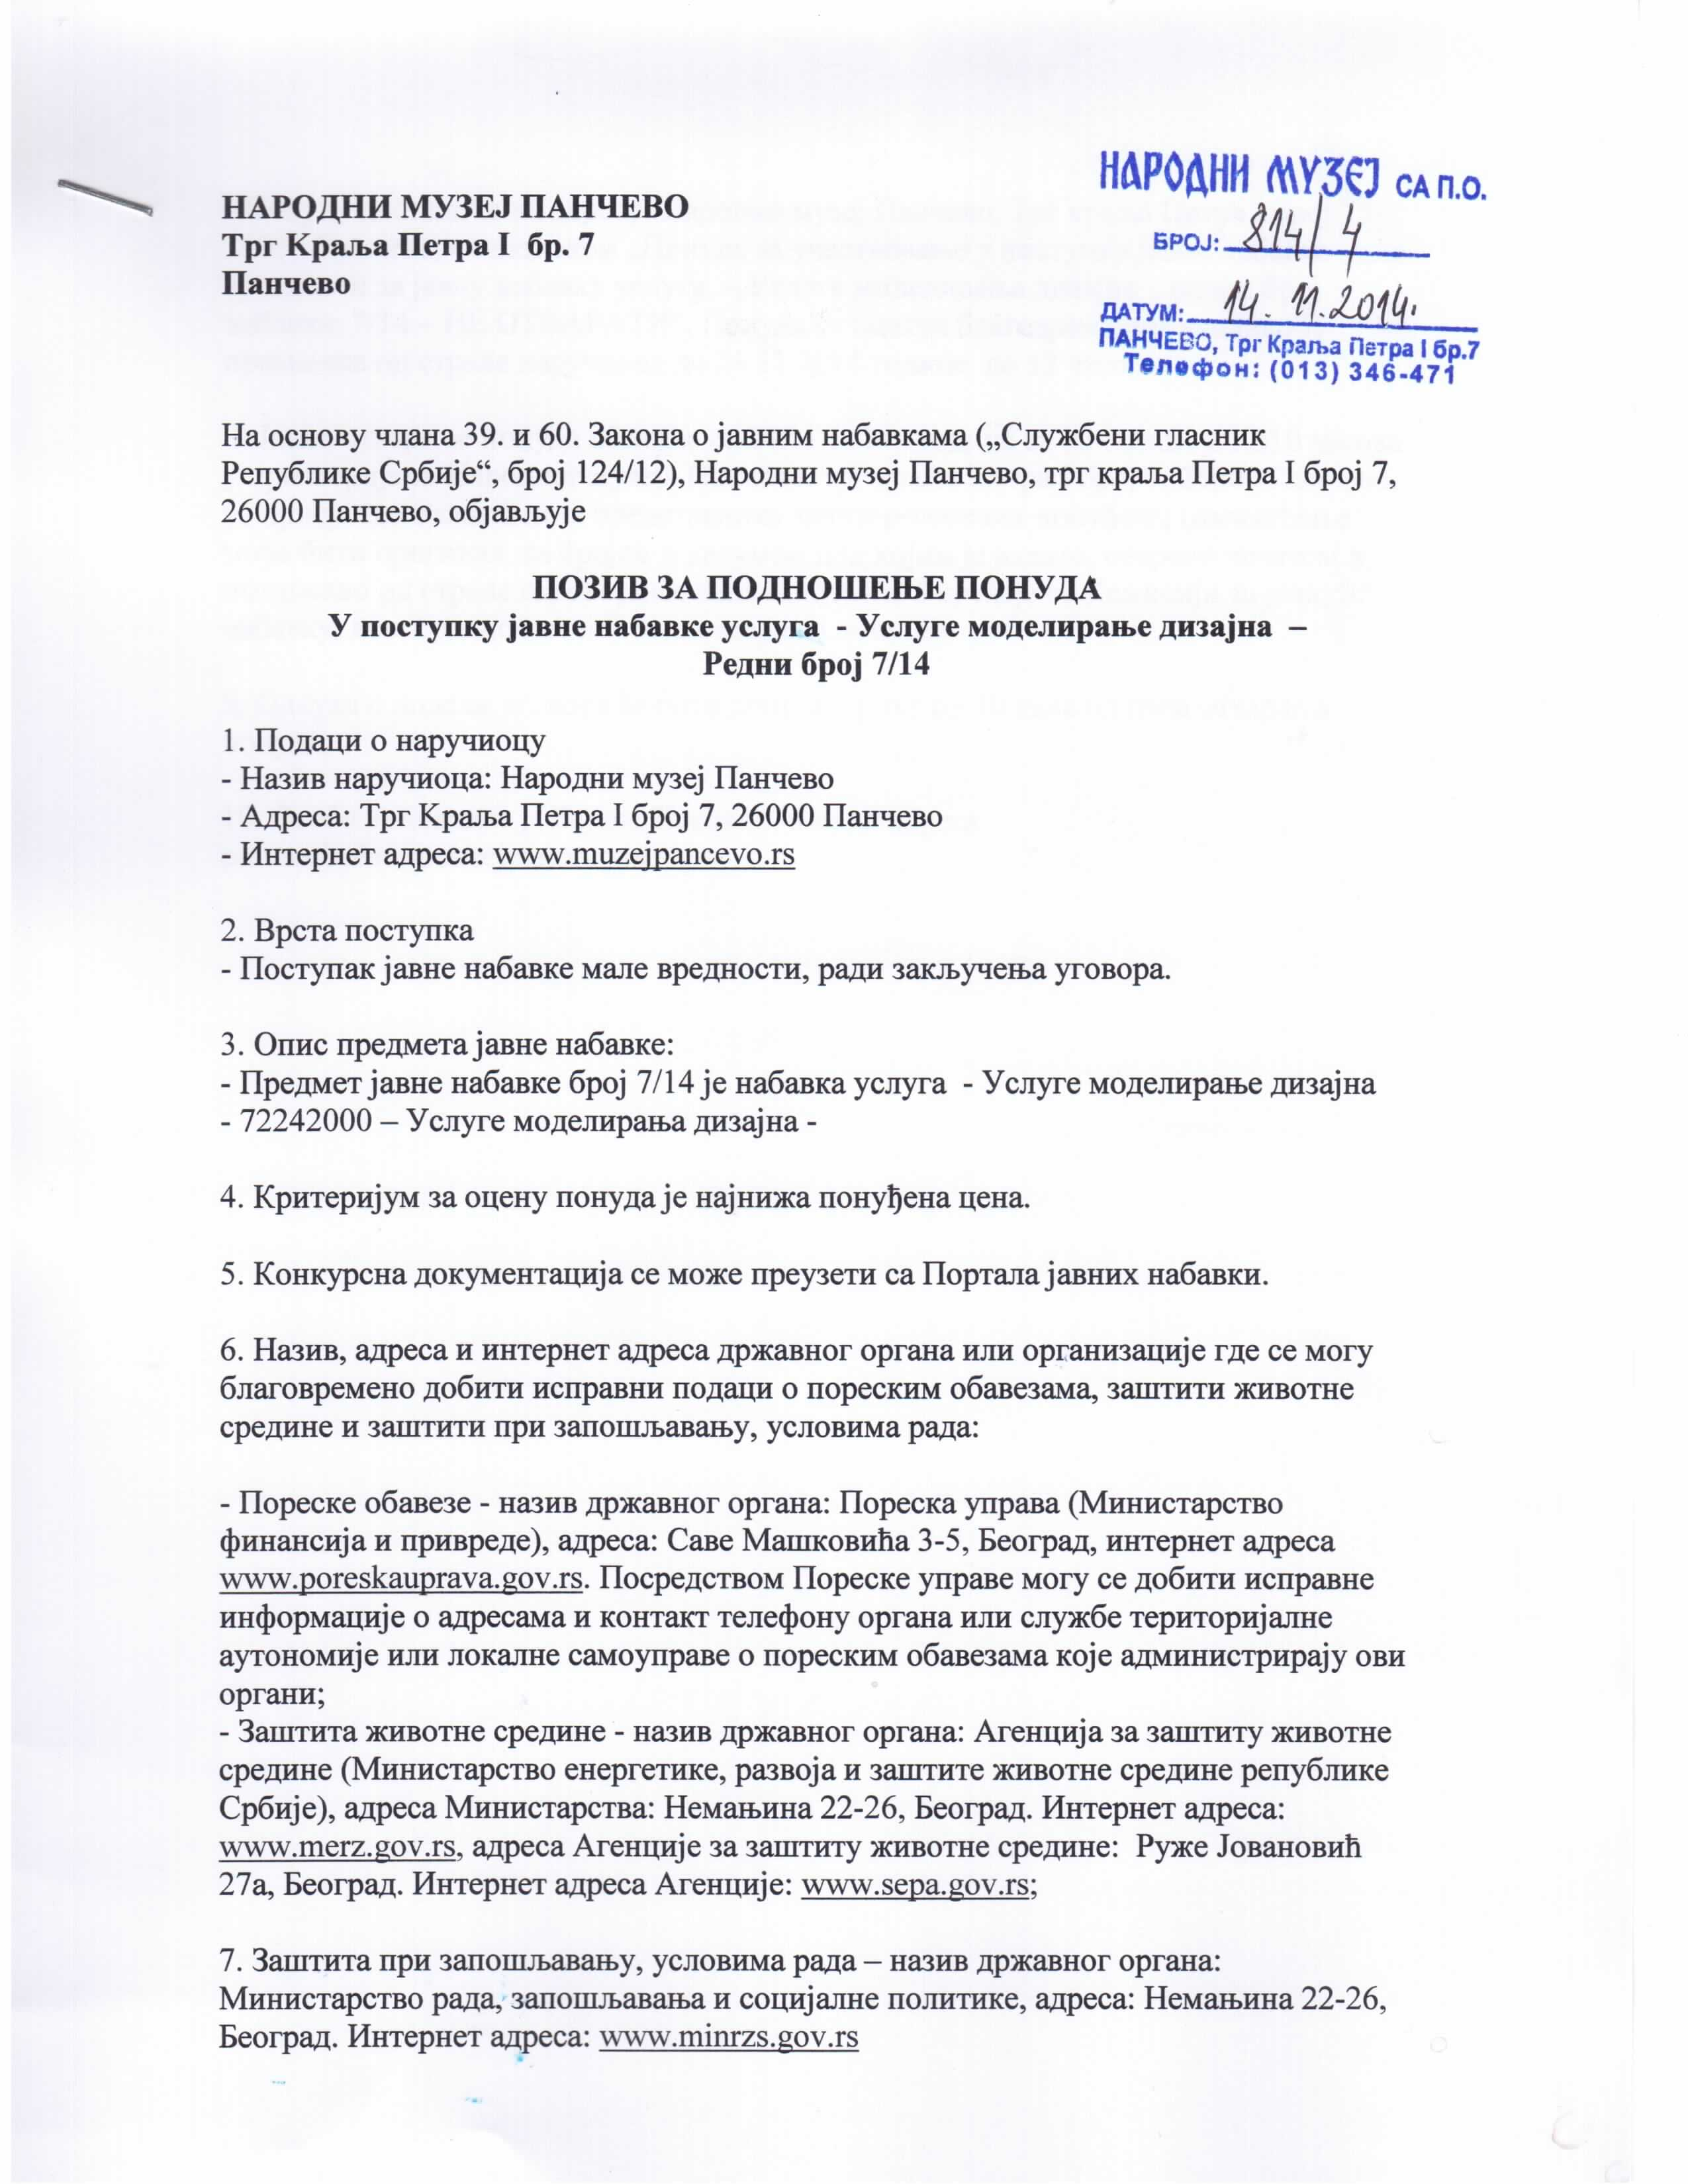 НАРОДНИ МУЗЕЈ ПАНЧЕВО
Трг Краља Петра I бр. 7
Панчево
НАРОДНИ МУЗЕЈ СА П.О.
БРОЈ: 814/4
ДАТУМ: 14. 11. 2014.
ПАНЧЕВО, Трг Краља Петра I бр.7
Телефон: (013) 346-471
На основу члана 39. и 60. Закона о јавним набавкама („Службени гласник
Републике Србије“, број 124/12), Народни музеј Панчево, трг краља Петра I број 7,
26000 Панчево, објављује
ПОЗИВ ЗА ПОДНОШЕЊЕ ПОНУДА
У поступку јавне набавке услуга - Услуге моделирање дизајна –
Редни број 7/14
1. Подаци о наручиоцу
- Назив наручиоца: Народни музеј Панчево
- Адреса: Трг Краља Петра I број 7, 26000 Панчево
- Интернет адреса: www.muzejpancevo.rs
2. Врста поступка
- Поступак јавне набавке мале вредности, ради закључења уговора.
3. Опис предмета јавне набавке:
- Предмет јавне набавке број 7/14 је набавка услуга - Услуге моделирање дизајна
- 72242000 – Услуге моделирања дизајна -
4. Критеријум за оцену понуда је најнижа понуђена цена.
5. Конкурсна документација се може преузети са Портала јавних набавки.
6. Назив, адреса и интернет адреса државног органа или организације где се могу
благовремено добити исправни подаци о пореским обавезама, заштити животне
средине и заштити при запошљавању, условима рада:
- Пореске обавезе - назив државног органа: Пореска управа (Министарство
финансија и привреде), адреса: Саве Машковића 3-5, Београд, интернет адреса
www.poreskauprava.gov.rs. Посредством Пореске управе могу се добити исправне
информације о адресама и контакт телефону органа или службе територијалне
аутономије или локалне самоуправе о пореским обавезама које администрирају ови
органи;
- Заштита животне средине - назив државног органа: Агенција за заштиту животне
средине (Министарство енергетике, развоја и заштите животне средине републике
Србије), адреса Министарства: Немањина 22-26, Београд. Интернет адреса:
www.merz.gov.rs, адреса Агенције за заштиту животне средине: Руже Јовановић
27а, Београд. Интернет адреса Агенције: www.sepa.gov.rs;
7. Заштита при запошљавању, условима рада – назив државног органа:
Министарство рада, запошљавања и социјалне политике, адреса: Немањина 22-26,
Београд. Интернет адреса: www.minrzs.gov.rs